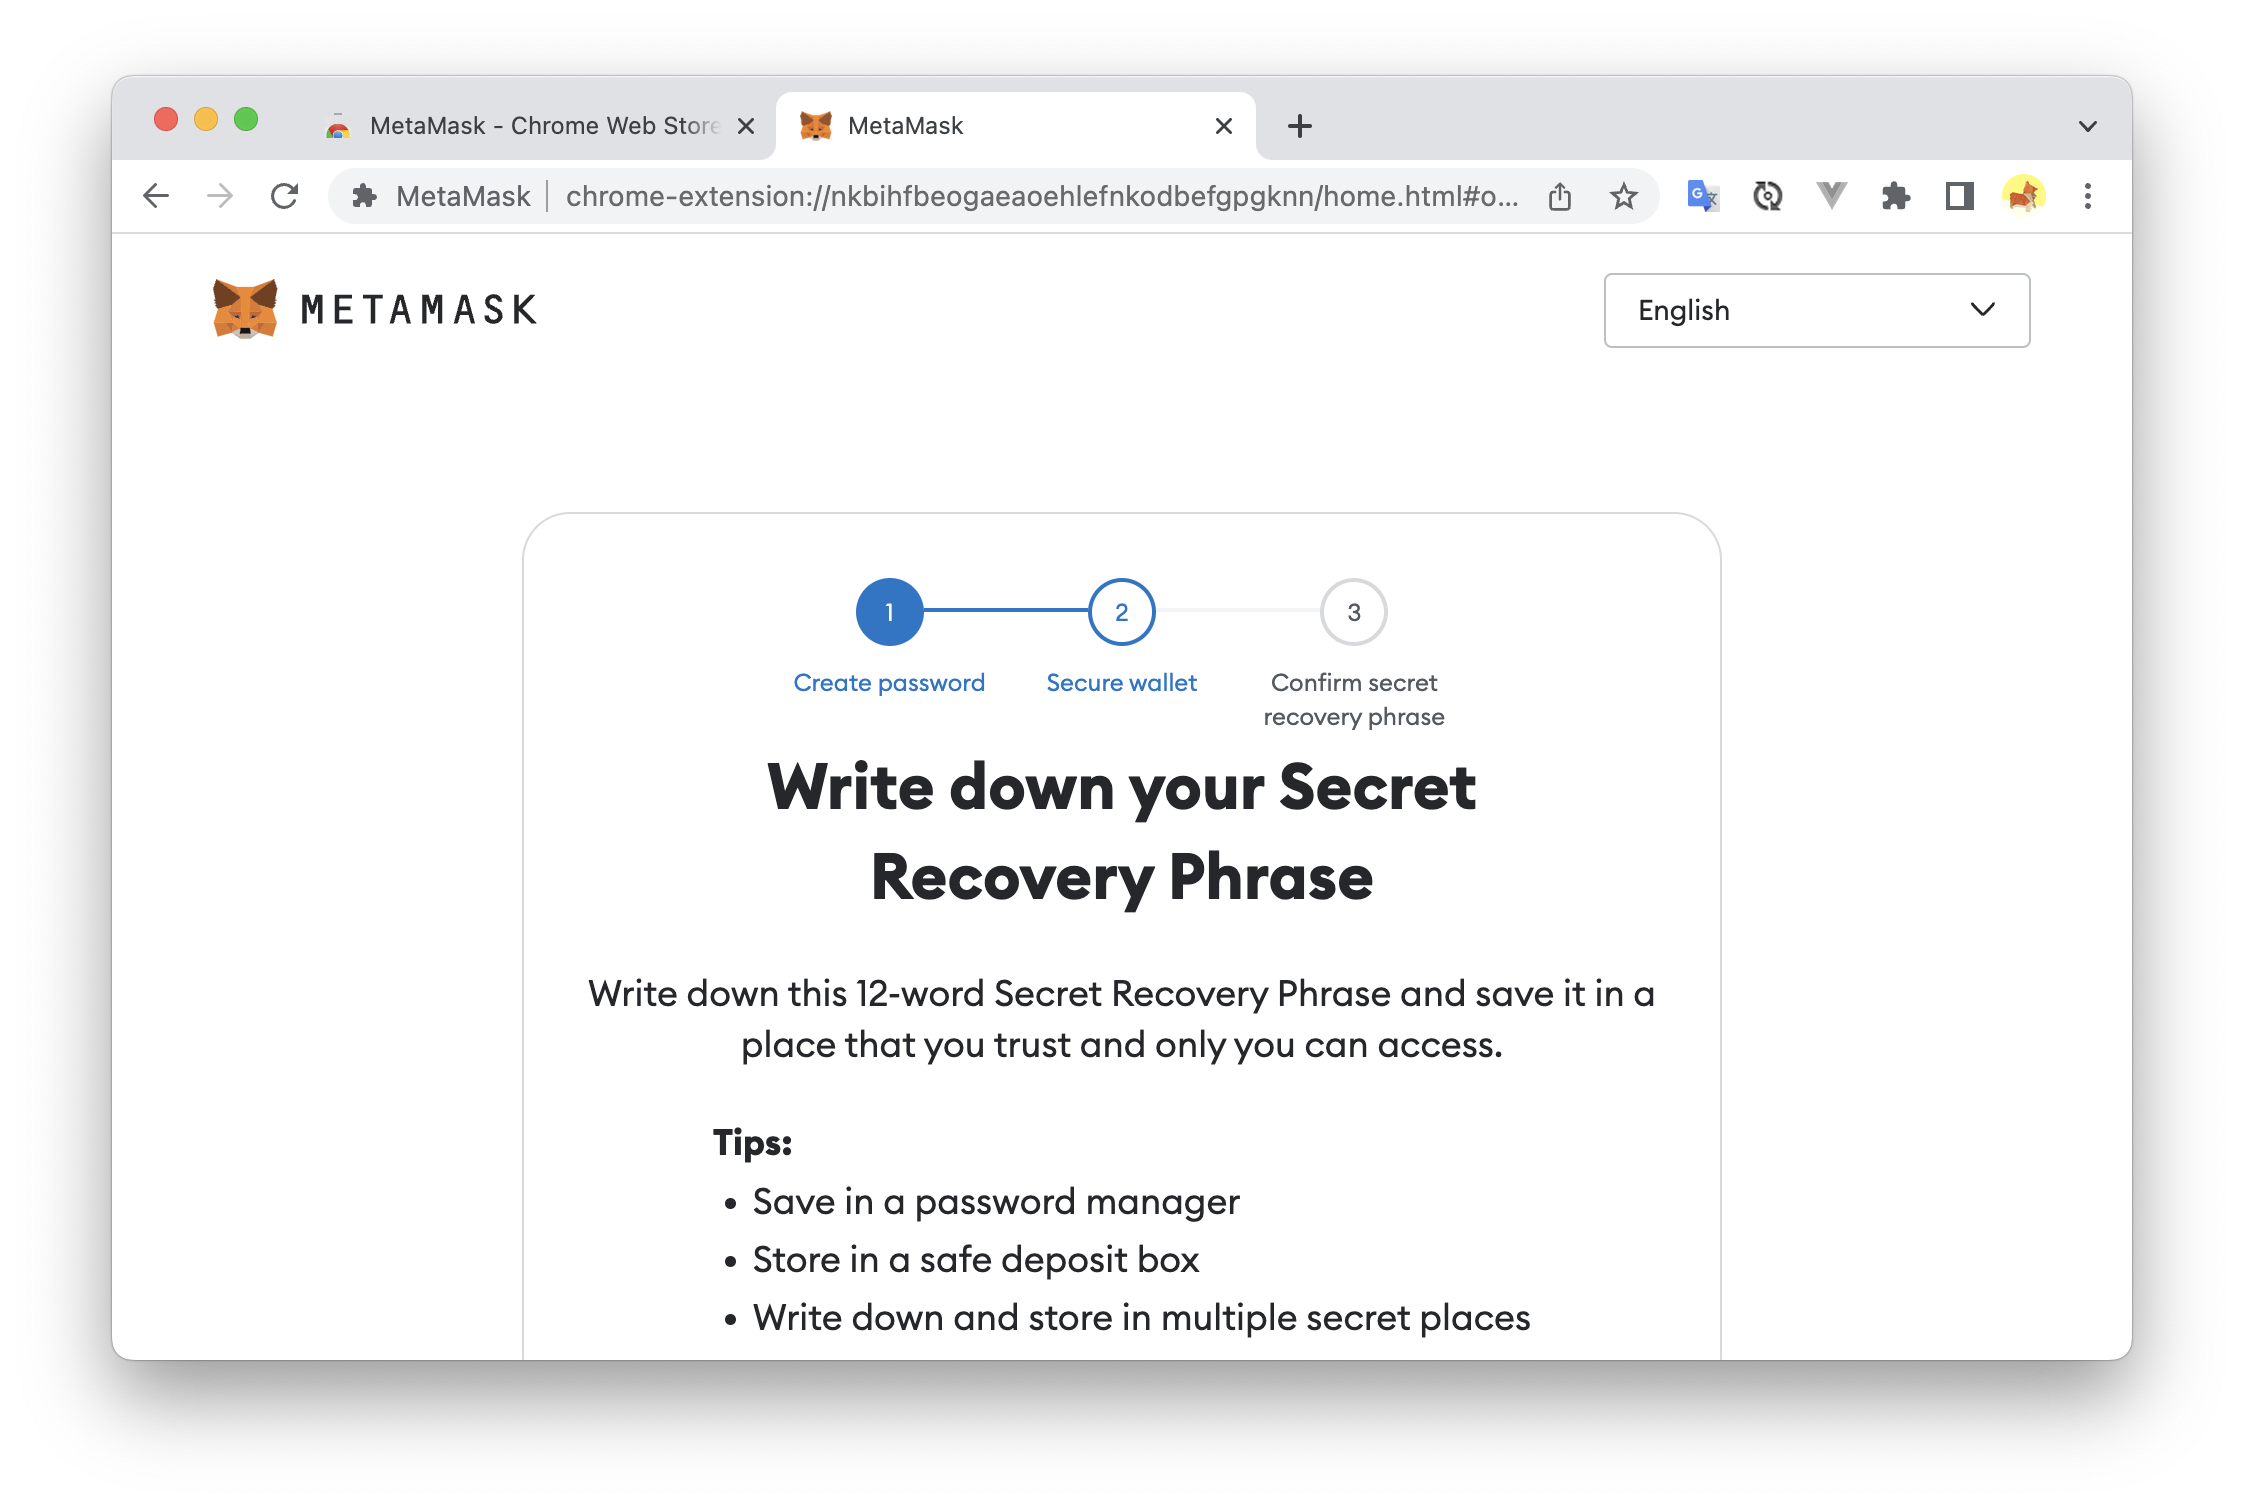 MetaMask - Chrome Web Store
MetaMask
MetaMask
chrome-extension://nkbihfbeogaeaoehlefnkodbefgpgknn/home.html#o...
METAMASK
English
1
2
3
Create password
Secure wallet
Confirm secret
recovery phrase
Write down your Secret
Recovery Phrase
Write down this 12-word Secret Recovery Phrase and save it in a
place that you trust and only you can access.
Tips:
• Save in a password manager
• Store in a safe deposit box
• Write down and store in multiple secret places